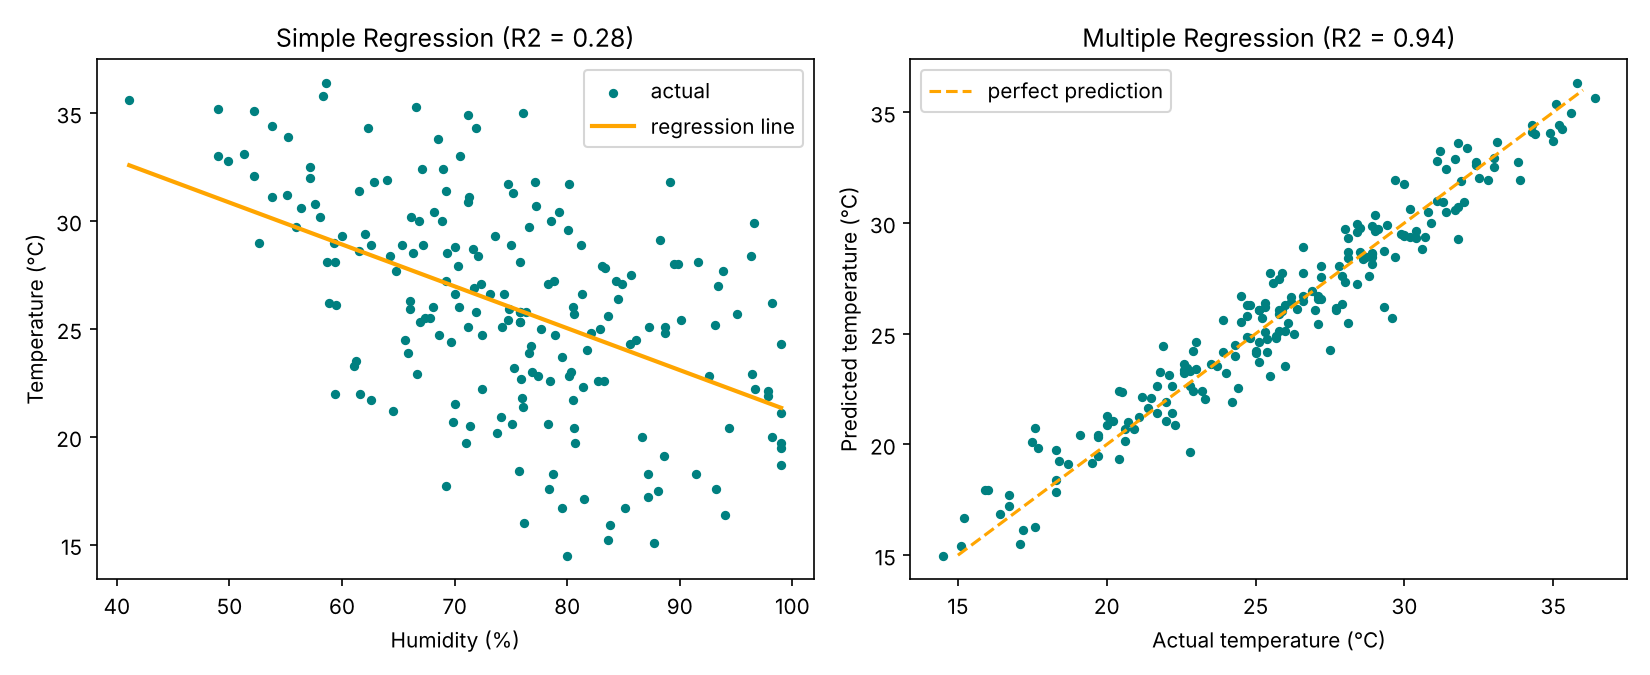 Simple Regression (R2 = 0.28)
actual
regression line
35
30
25
20
15
Temperature (°C)
40 50 60 70 80 90 100
Humidity (%)
Multiple Regression (R2 = 0.94)
perfect prediction
35
30
25
20
15
Predicted temperature (°C)
15 20 25 30 35
Actual temperature (°C)